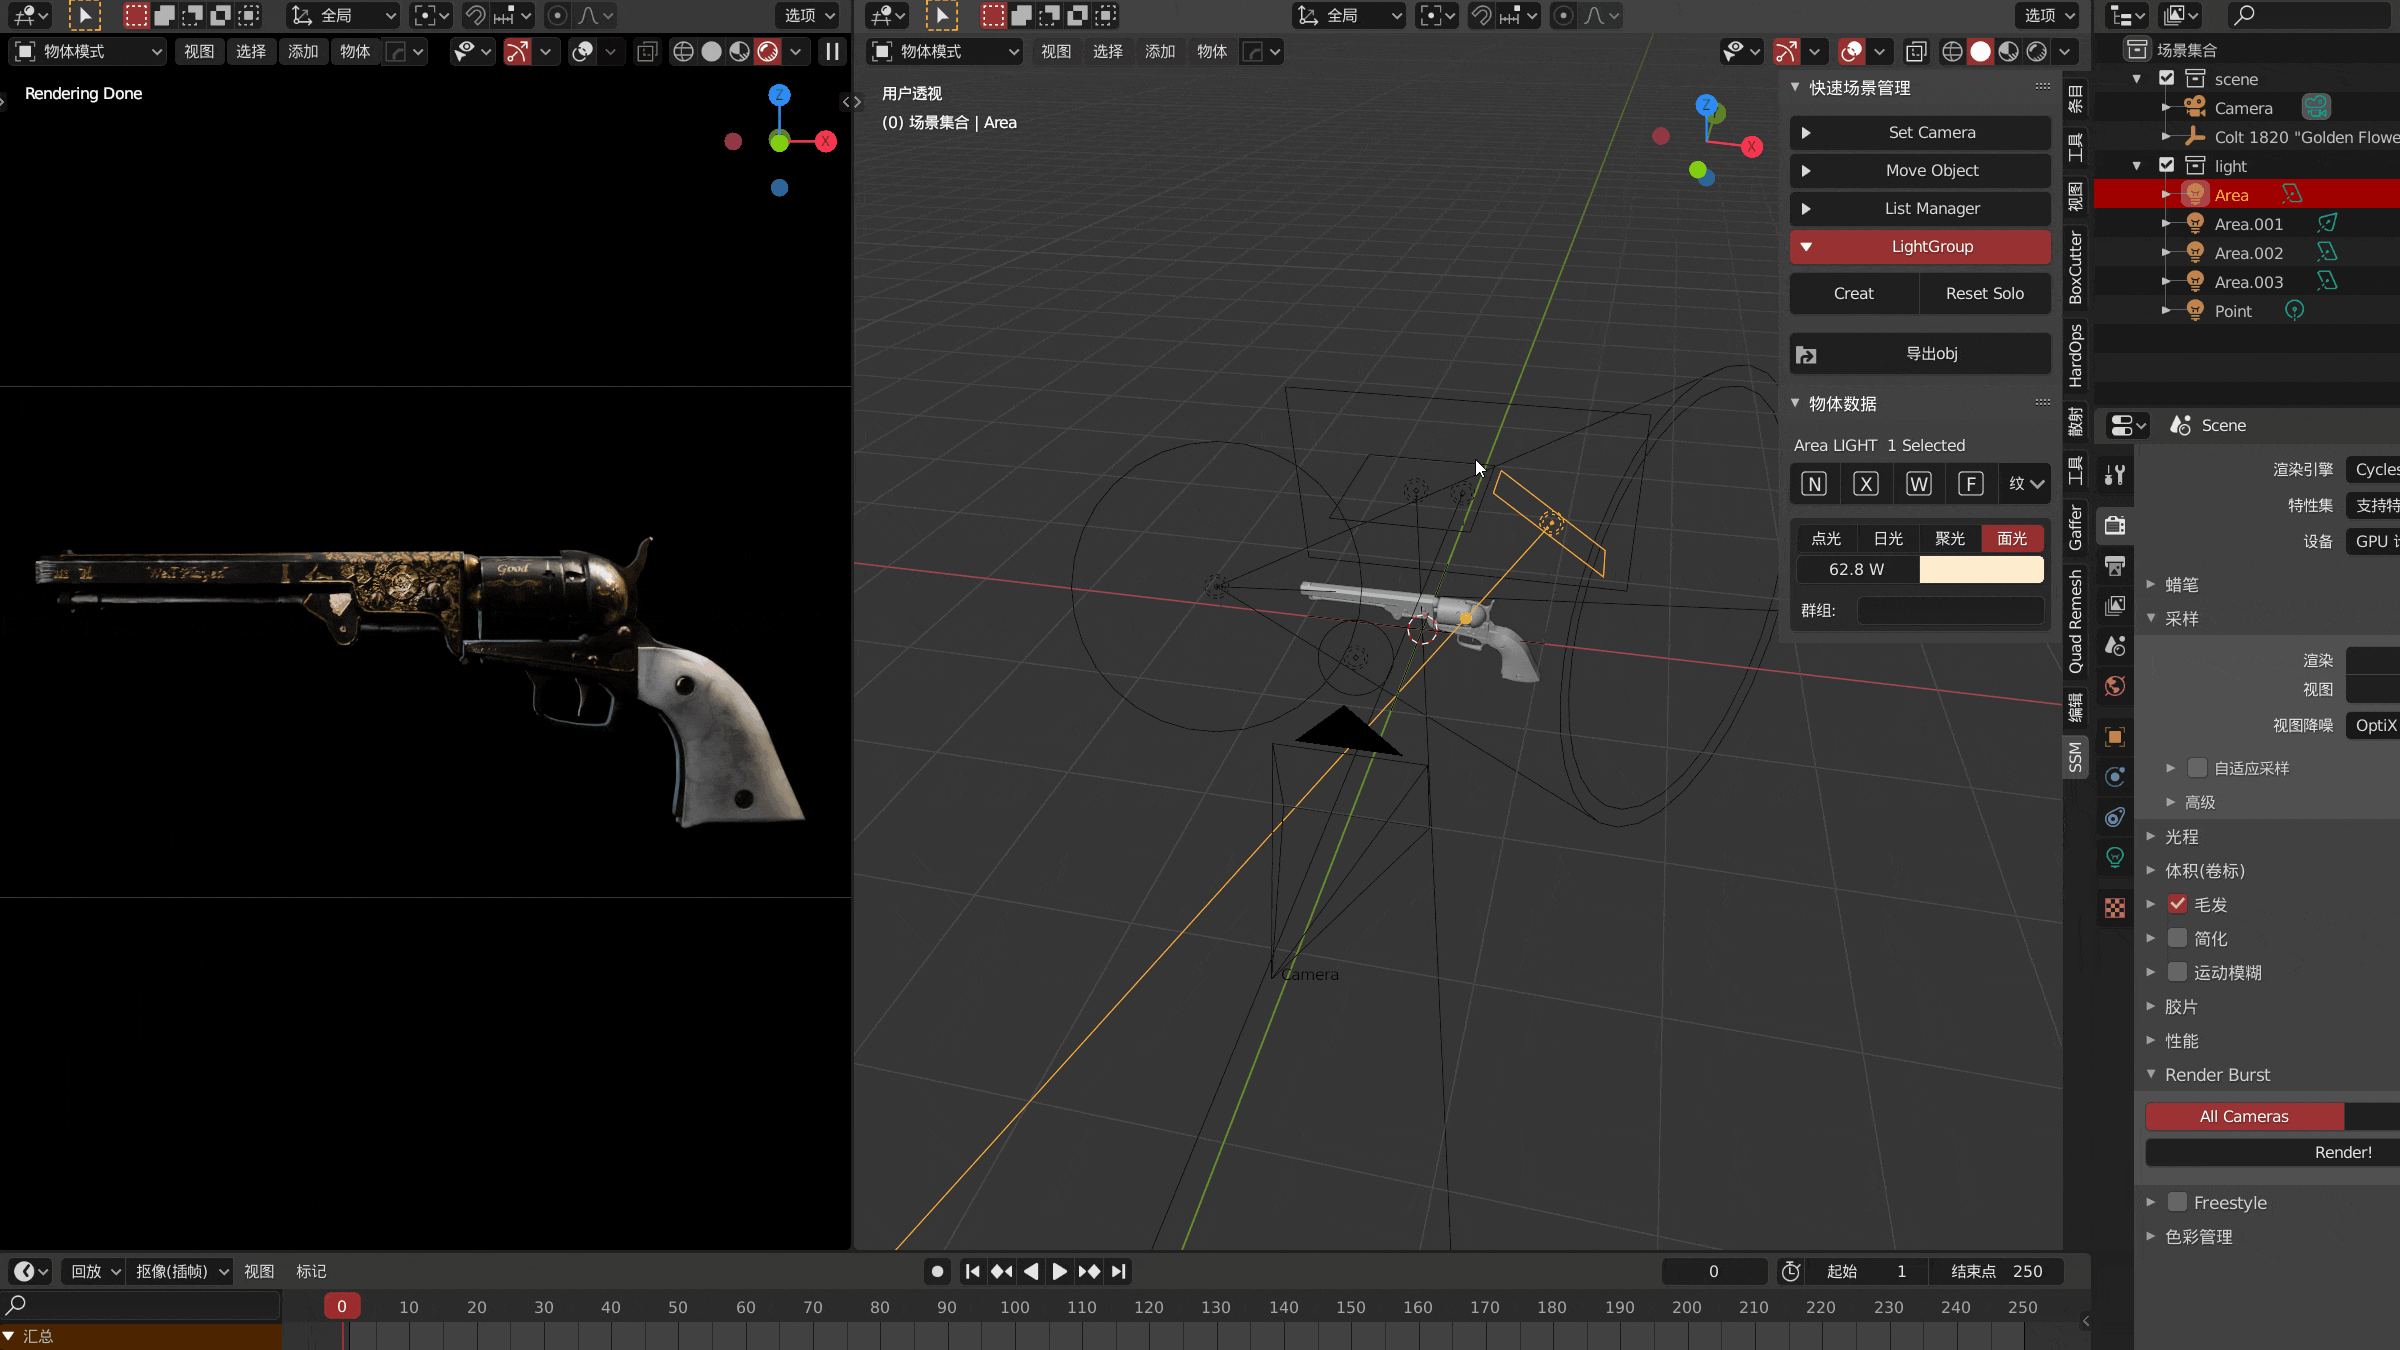 全局
选项
物体模式
视图
选择
添加
物体
Rendering Done
Z
X
Good
全局
选项
物体模式
视图
选择
添加
物体
用户透视
(0) 场景集合 | Area
Z
X
Camera
快速场景管理
Set Camera
Move Object
List Manager
LightGroup
Creat
Reset Solo
导出obj
物体数据
Area LIGHT 1 Selected
N
X
W
F
纹
点光
日光
聚光
面光
62.8 W
群组:
条目
工具
视图
BoxCutter
HardOps
散射
工具
Gaffer
Quad Remesh
编辑
SSM
场景集合
scene
Camera
Colt 1820 "Golden Flowe
light
Area
Area.001
Area.002
Area.003
Point
Scene
渲染引擎 Cycles
特性集 支持特
设备 GPU 计
蜡笔
采样
渲染
视图
视图降噪 OptiX
自适应采样
高级
光程
体积(卷标)
毛发
简化
运动模糊
胶片
性能
Render Burst
All Cameras
Render!
Freestyle
色彩管理
回放
抠像(插帧)
视图
标记
0
起始 1
结束点 250
0 10 20 30 40 50 60 70 80 90 100 110 120 130 140 150 160 170 180 190 200 210 220 230 240 250
汇总